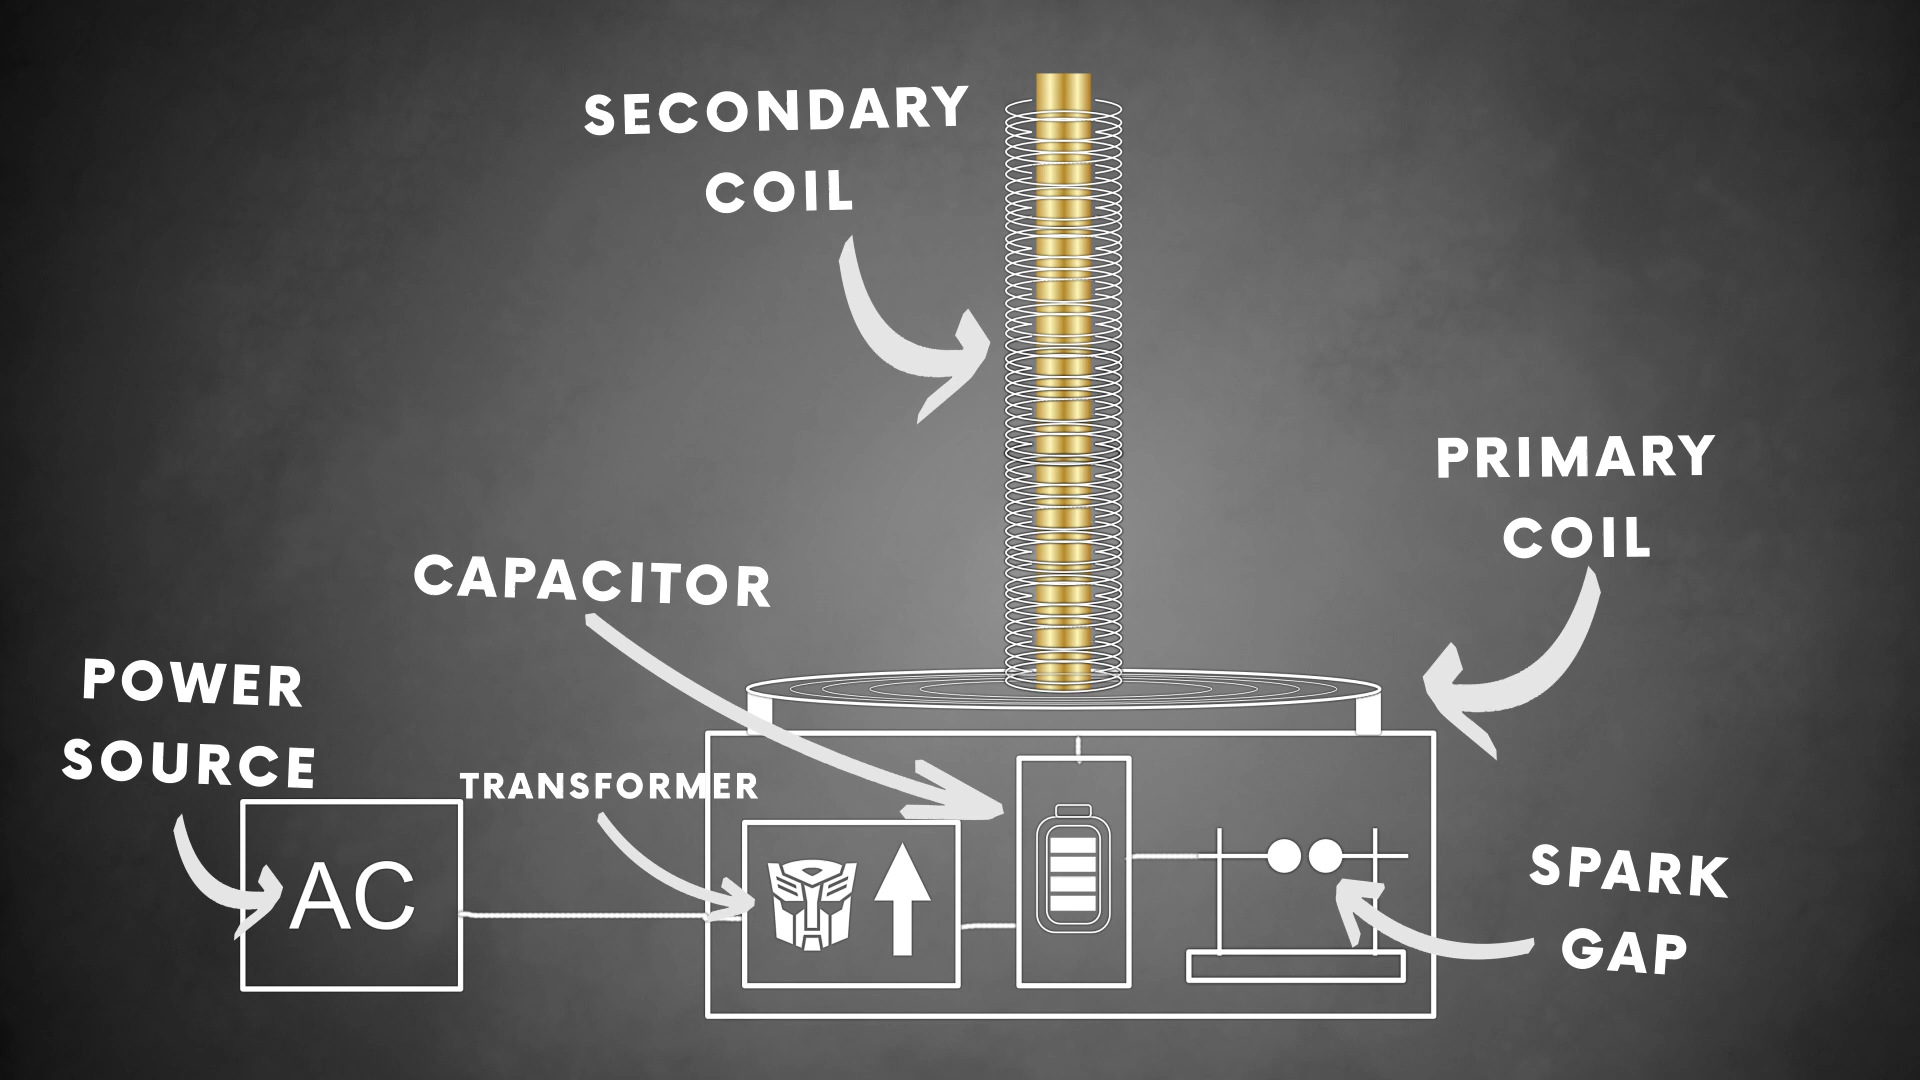 SECONDARY
COIL
PRIMARY
COIL
CAPACITOR
POWER
SOURCE
TRANSFORMER
AC
SPARK
GAP